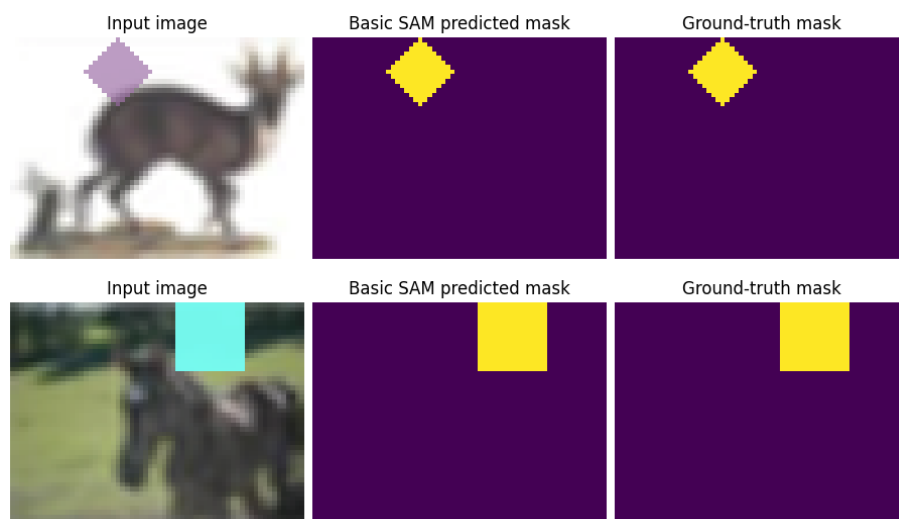 Input image
Basic SAM predicted mask
Ground-truth mask
Input image
Basic SAM predicted mask
Ground-truth mask